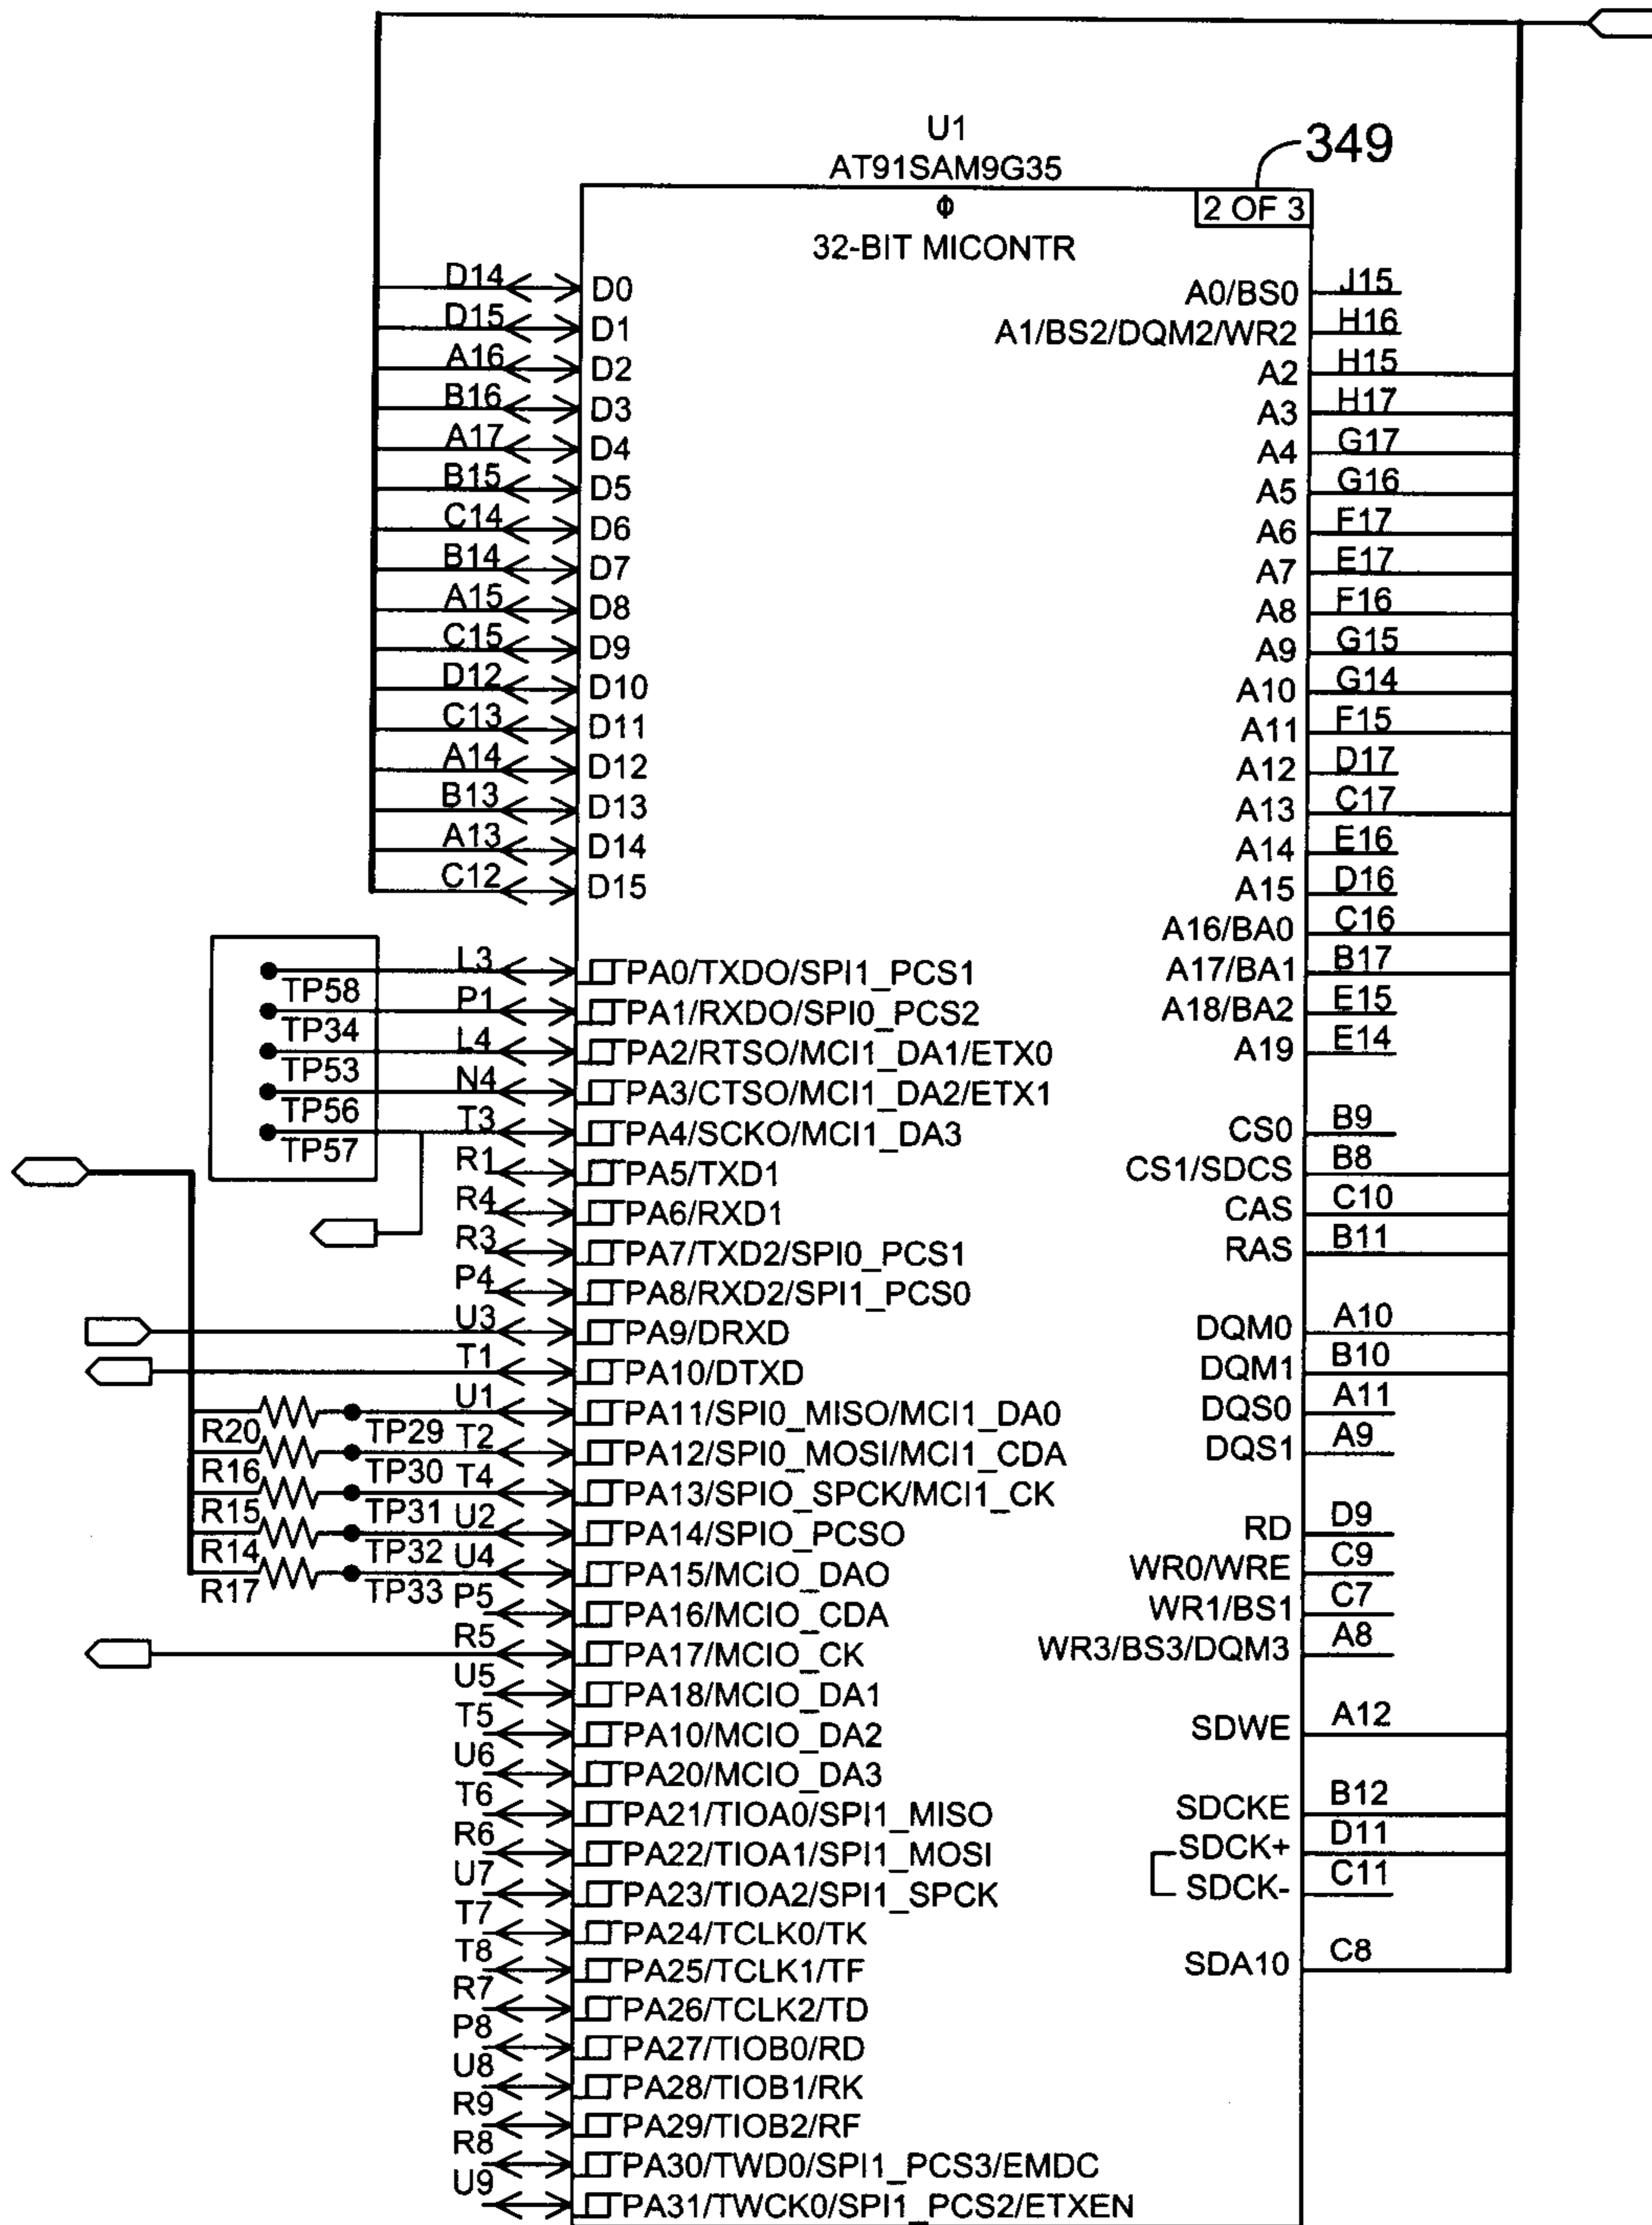 U1
AT91SAM9G35
349
Φ
2 OF 3
32-BIT MICONTR
D14 D0
D15 D1
A16 D2
B16 D3
A17 D4
B15 D5
C14 D6
B14 D7
A15 D8
C15 D9
D12 D10
C13 D11
A14 D12
B13 D13
A13 D14
C12 D15
TP58 L3 PA0/TXDO/SPI1_PCS1
TP34 P1 PA1/RXDO/SPI0_PCS2
TP53 L4 PA2/RTSO/MCI1_DA1/ETX0
TP56 N4 PA3/CTSO/MCI1_DA2/ETX1
TP57 T3 PA4/SCKO/MCI1_DA3
R1 PA5/TXD1
R4 PA6/RXD1
R3 PA7/TXD2/SPI0_PCS1
P4 PA8/RXD2/SPI1_PCS0
U3 PA9/DRXD
T1 PA10/DTXD
R20 TP29 U1 PA11/SPI0_MISO/MCI1_DA0
R16 TP30 T2 PA12/SPI0_MOSI/MCI1_CDA
R15 TP31 T4 PA13/SPIO_SPCK/MCI1_CK
R14 TP32 U2 PA14/SPIO_PCSO
R17 TP33 U4 PA15/MCIO_DAO
P5 PA16/MCIO_CDA
R5 PA17/MCIO_CK
U5 PA18/MCIO_DA1
T5 PA10/MCIO_DA2
U6 PA20/MCIO_DA3
T6 PA21/TIOA0/SPI1_MISO
R6 PA22/TIOA1/SPI1_MOSI
U7 PA23/TIOA2/SPI1_SPCK
T7 PA24/TCLK0/TK
T8 PA25/TCLK1/TF
R7 PA26/TCLK2/TD
P8 PA27/TIOB0/RD
U8 PA28/TIOB1/RK
R9 PA29/TIOB2/RF
R8 PA30/TWD0/SPI1_PCS3/EMDC
U9 PA31/TWCK0/SPI1_PCS2/ETXEN
A0/BS0 J15
A1/BS2/DQM2/WR2 H16
A2 H15
A3 H17
A4 G17
A5 G16
A6 F17
A7 E17
A8 F16
A9 G15
A10 G14
A11 F15
A12 D17
A13 C17
A14 E16
A15 D16
A16/BA0 C16
A17/BA1 B17
A18/BA2 E15
A19 E14
CS0 B9
CS1/SDCS B8
CAS C10
RAS B11
DQM0 A10
DQM1 B10
DQS0 A11
DQS1 A9
RD D9
WR0/WRE C9
WR1/BS1 C7
WR3/BS3/DQM3 A8
SDWE A12
SDCKE B12
SDCK+ D11
SDCK- C11
SDA10 C8